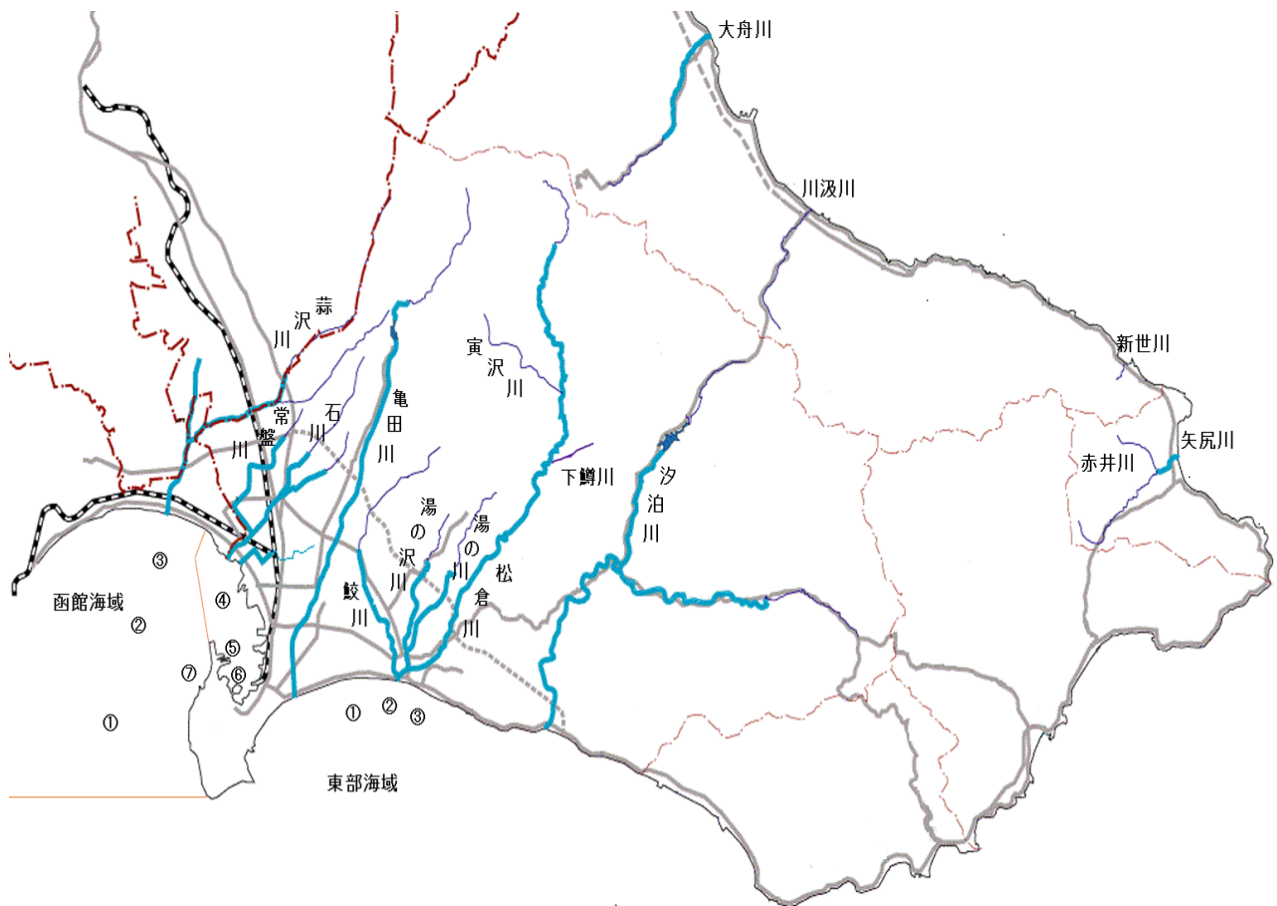 大舟川
川汲川
蒜沢川
寅沢川
新世川
亀田川
石川
常盤川
矢尻川
赤井川
下鱒川
汐泊川
湯の沢川
湯の川
松倉川
鮫川
③
函館海域
④
②
⑤
⑦
⑥
①
①
②
③
東部海域